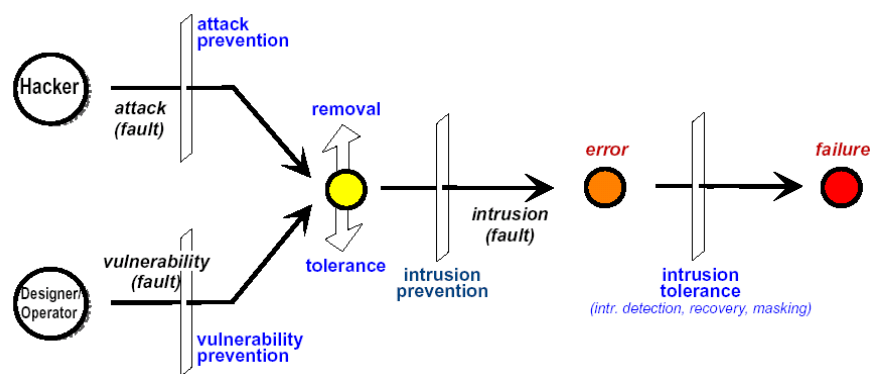 attack
prevention
Hacker
attack
(fault)
removal
error
failure
vulnerability
(fault)
tolerance
intrusion
(fault)
Designer/
Operator
intrusion
prevention
intrusion
tolerance
(intr. detection, recovery, masking)
vulnerability
prevention